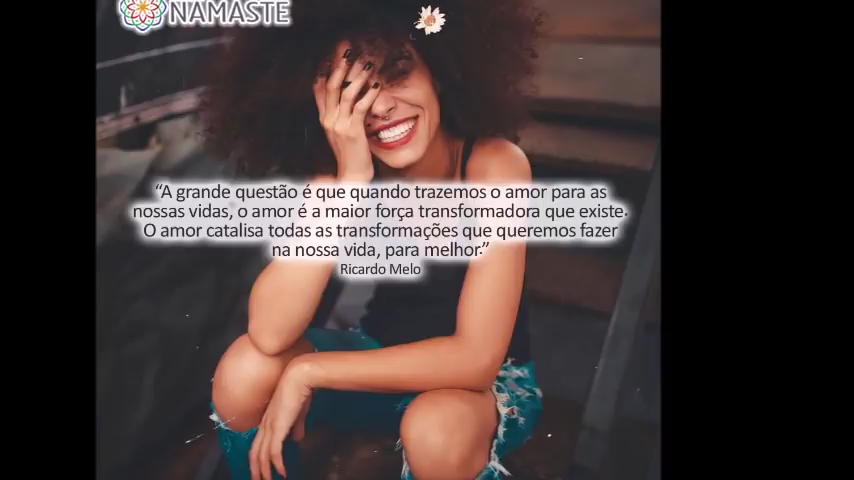 NAMASTE
“A grande questão é que quando trazemos o amor para as
nossas vidas, o amor é a maior força transformadora que existe.
O amor catalisa todas as transformações que queremos fazer
na nossa vida, para melhor.”
Ricardo Melo